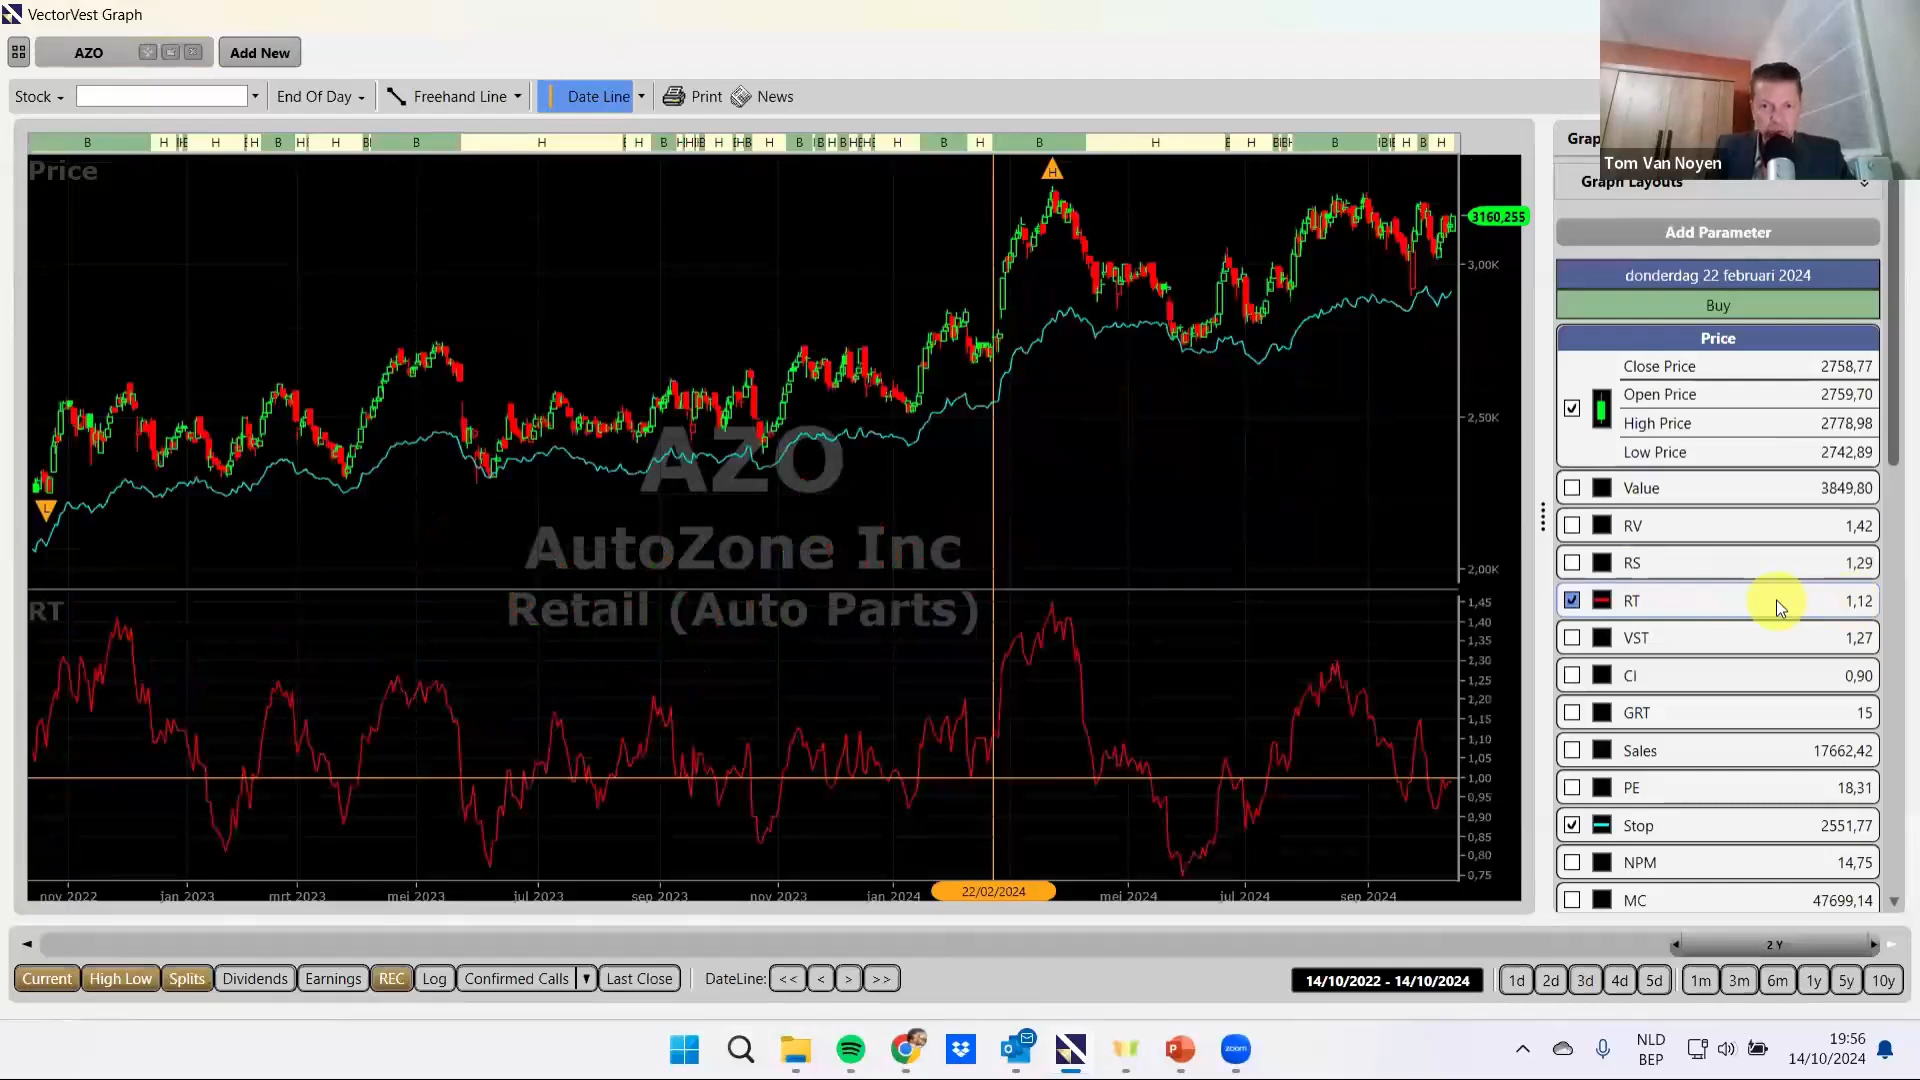 VectorVest Graph
AZO
Add New
Stock
End Of Day
Freehand Line
Date Line
Print
News
Tom Van Noyen
B H H H B H H B H H B H H B H B H H B H B H H B H B H B H
Price
H
3160,255
3,00K
2,50K
2,00K
L
AZO
AutoZone Inc
Retail (Auto Parts)
RT
1,45
1,40
1,35
1,30
1,25
1,20
1,15
1,10
1,05
1,00
0,95
0,90
0,85
0,80
0,75
nov 2022 jan 2023 mrt 2023 mei 2023 jul 2023 sep 2023 nov 2023 jan 2024 22/02/2024 mei 2024 jul 2024 sep 2024
Graph Layouts
Add Parameter
donderdag 22 februari 2024
Buy
Price
Close Price 2758,77
Open Price 2759,70
High Price 2778,98
Low Price 2742,89
Value 3849,80
RV 1,42
RS 1,29
RT 1,12
VST 1,27
CI 0,90
GRT 15
Sales 17662,42
PE 18,31
Stop 2551,77
NPM 14,75
MC 47699,14
2 Y
Current High Low Splits Dividends Earnings REC Log Confirmed Calls Last Close DateLine: << < > >> 14/10/2022 - 14/10/2024 1d 2d 3d 4d 5d 1m 3m 6m 1y 5y 10y
zoom
NLD
BEP
19:56
14/10/2024